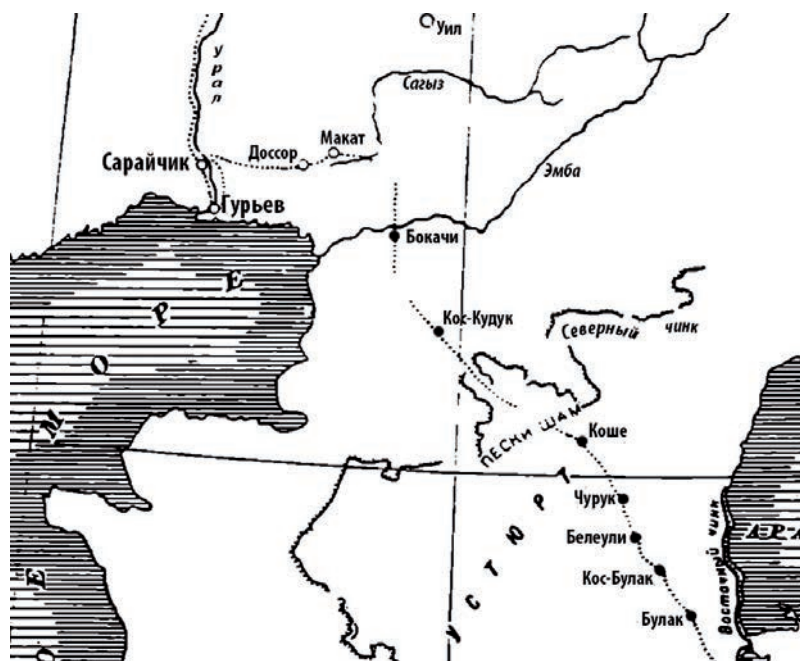 Уил
Урал
Сагыз
Макат
Доссор
Сарайчик
Эмба
Гурьев
Бокачи
Кос-Кудук
Северный чинк
МОРЕ
ПЕСКИ ШАМ
Коше
УСТЮРТ
Чурук
Белеули
Восточный чинк
Кос-Булак
Булак